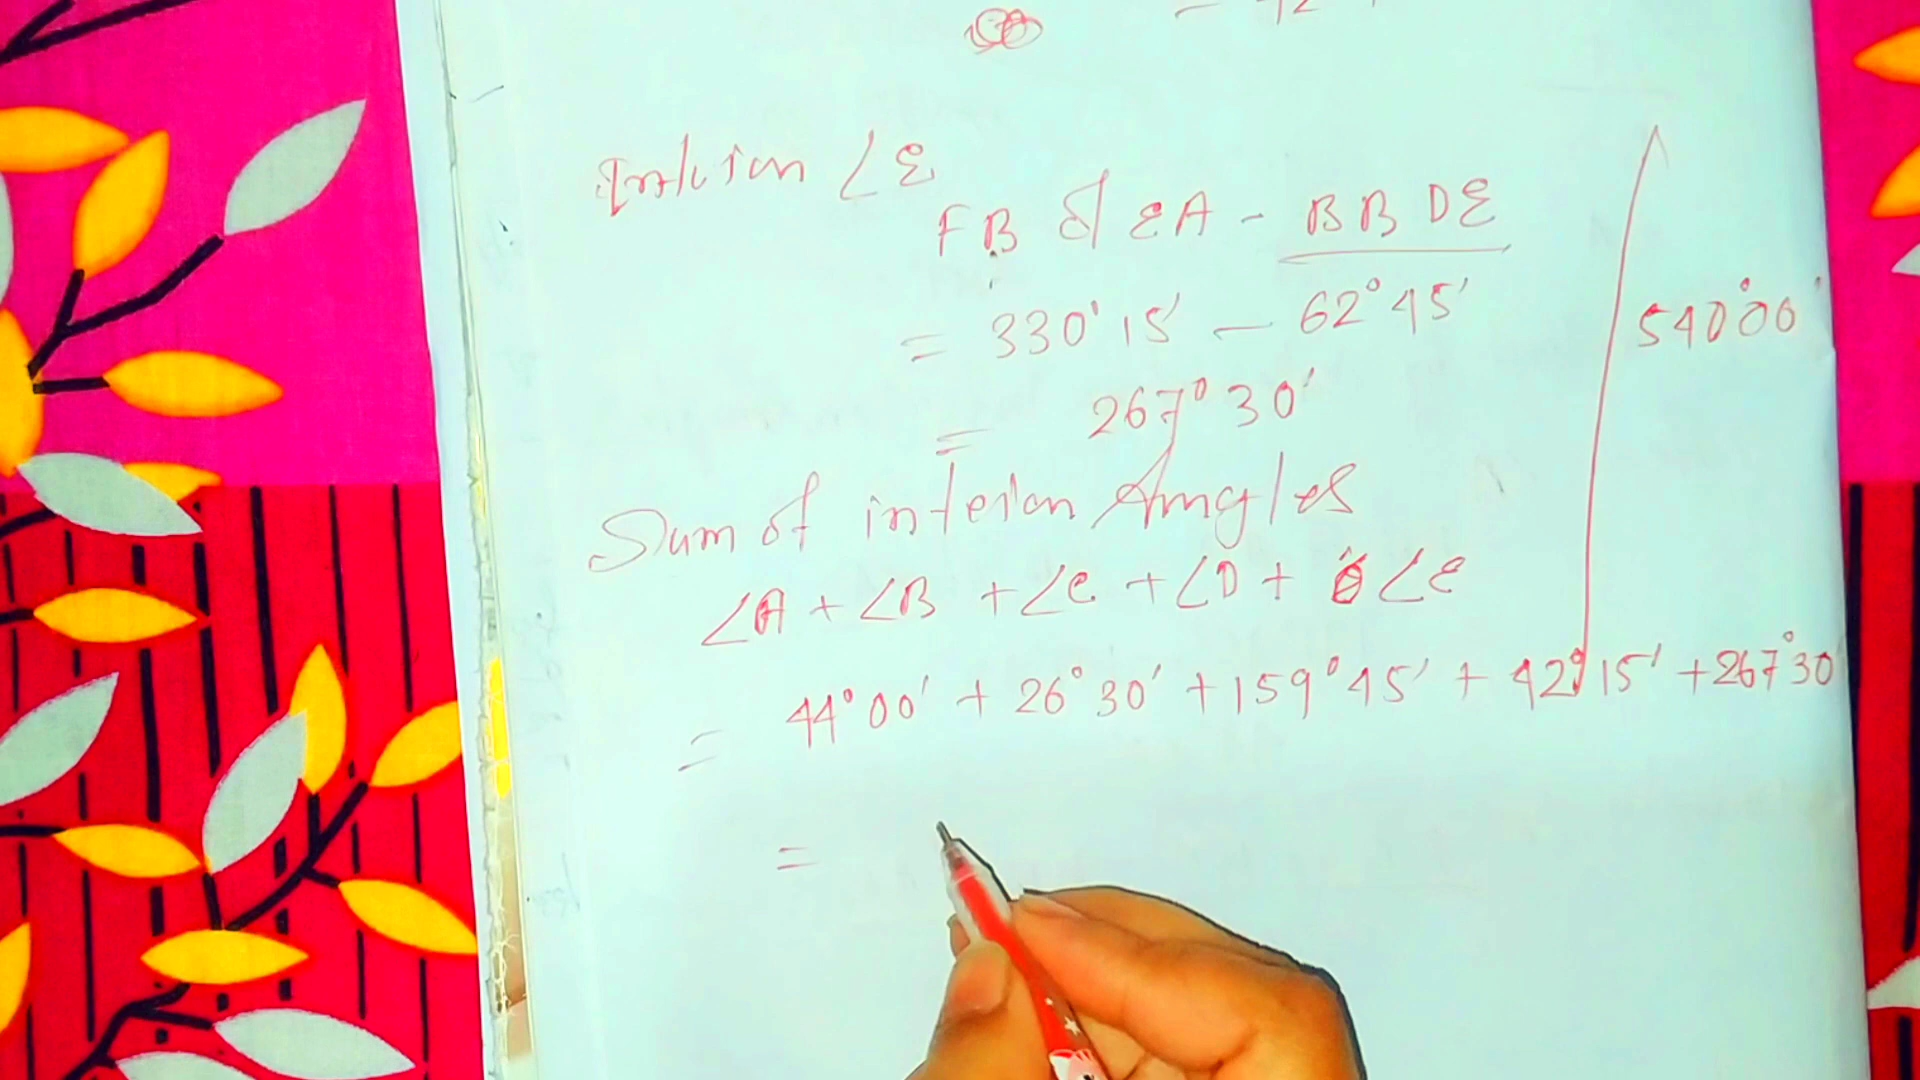 Interior ∠E
FB of EA - BB DE
= 330°15' - 62°45'
= 267°30'
540°00'
Sum of interior Angles
∠A + ∠B + ∠C + ∠D + ∠E
= 44°00' + 26°30' + 159°45' + 42°15' + 267°30'
=